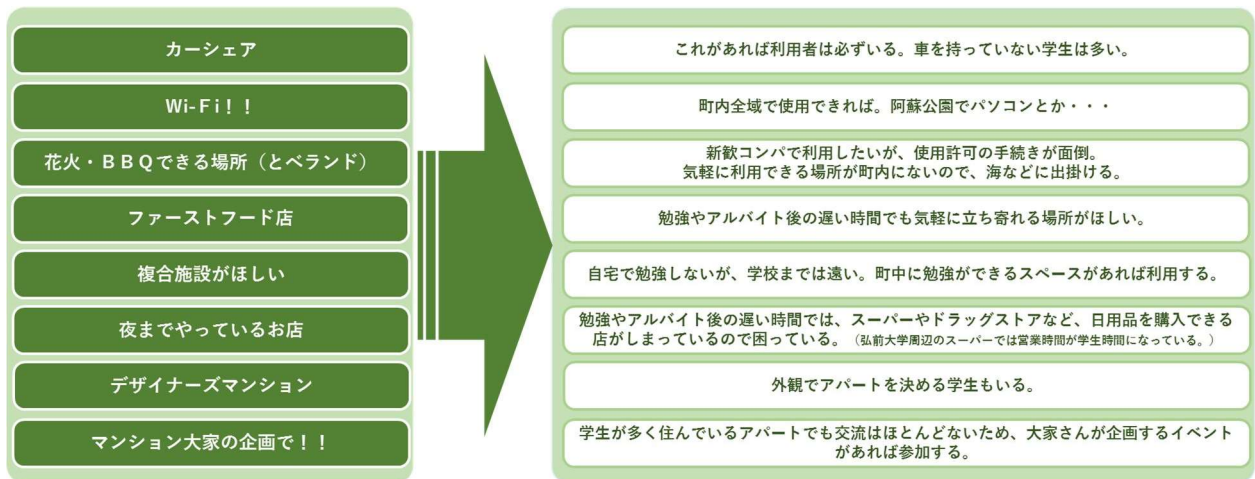 カーシェア
これがあれば利用者は必ずいる。車を持っていない学生は多い。
Wi-Fi！！
町内全域で使用できれば。阿蘇公園でパソコンとか・・・
花火・ＢＢＱできる場所（とベランド）
新歓コンパで利用したいが、使用許可の手続きが面倒。
気軽に利用できる場所が町内にないので、海などに出掛ける。
ファーストフード店
勉強やアルバイト後の遅い時間でも気軽に立ち寄れる場所がほしい。
複合施設がほしい
自宅で勉強しないが、学校までは遠い。町中に勉強ができるスペースがあれば利用する。
夜までやっているお店
勉強やアルバイト後の遅い時間では、スーパーやドラッグストアなど、日用品を購入できる
店がしまっているので困っている。（弘前大学周辺のスーパーでは営業時間が学生時間になっている。）
デザイナーズマンション
外観でアパートを決める学生もいる。
マンション大家の企画で！！
学生が多く住んでいるアパートでも交流はほとんどないため、大家さんが企画するイベント
があれば参加する。